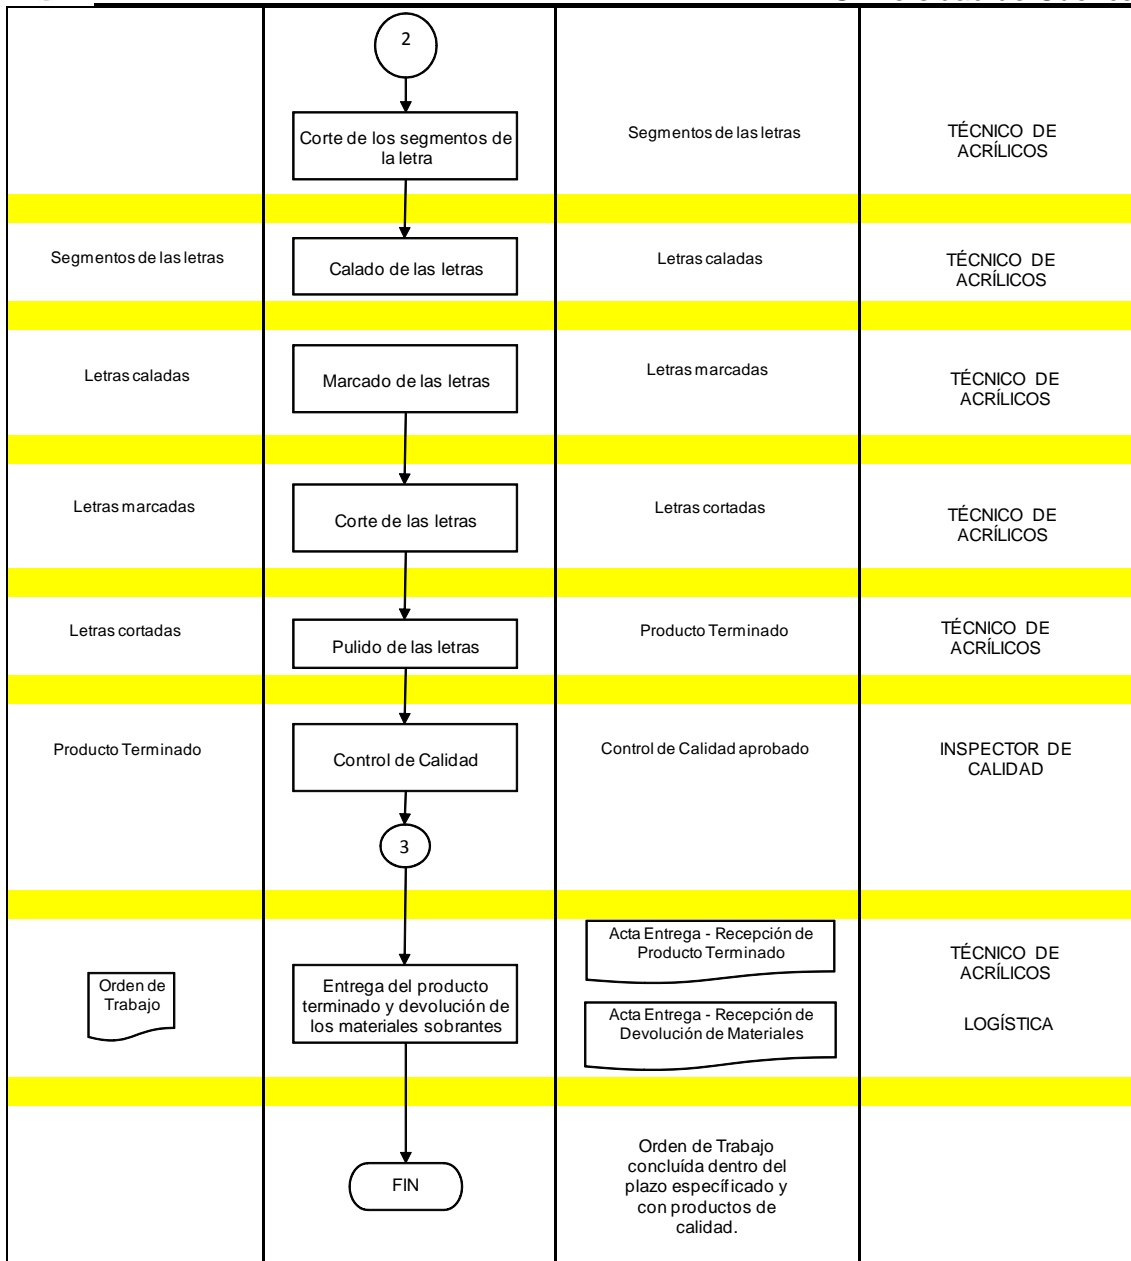 2
Corte de los segmentos de
la letra
Segmentos de las letras
TÉCNICO DE
ACRÍLICOS
Segmentos de las letras
Calado de las letras
Letras caladas
TÉCNICO DE
ACRÍLICOS
Letras caladas
Marcado de las letras
Letras marcadas
TÉCNICO DE
ACRÍLICOS
Letras marcadas
Corte de las letras
Letras cortadas
TÉCNICO DE
ACRÍLICOS
Letras cortadas
Pulido de las letras
Producto Terminado
TÉCNICO DE
ACRÍLICOS
Producto Terminado
Control de Calidad
Control de Calidad aprobado
INSPECTOR DE
CALIDAD
3
Orden de
Trabajo
Entrega del producto
terminado y devolución de
los materiales sobrantes
Acta Entrega - Recepción de
Producto Terminado
Acta Entrega - Recepción de
Devolución de Materiales
TÉCNICO DE
ACRÍLICOS
LOGÍSTICA
FIN
Orden de Trabajo
concluída dentro del
plazo específicado y
con productos de
calidad.